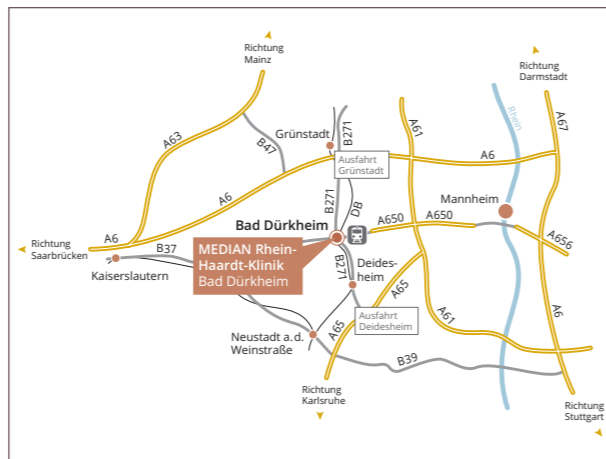 Richtung
Mainz
Richtung
Darmstadt
A63
B47
Grünstadt
B271
A61
Rhein
A67
Ausfahrt
Grünstadt
A6
A6
B271
DB
Mannheim
Bad Dürkheim
A650
A650
A656
A6
Richtung
Saarbrücken
B37
Kaiserslautern
MEDIAN Rhein-
Haardt-Klinik
Bad Dürkheim
B271
Deides-
heim
A65
A6
Ausfahrt
Deidesheim
A61
Neustadt a.d.
Weinstraße
A65
B39
Richtung
Karlsruhe
Richtung
Stuttgart